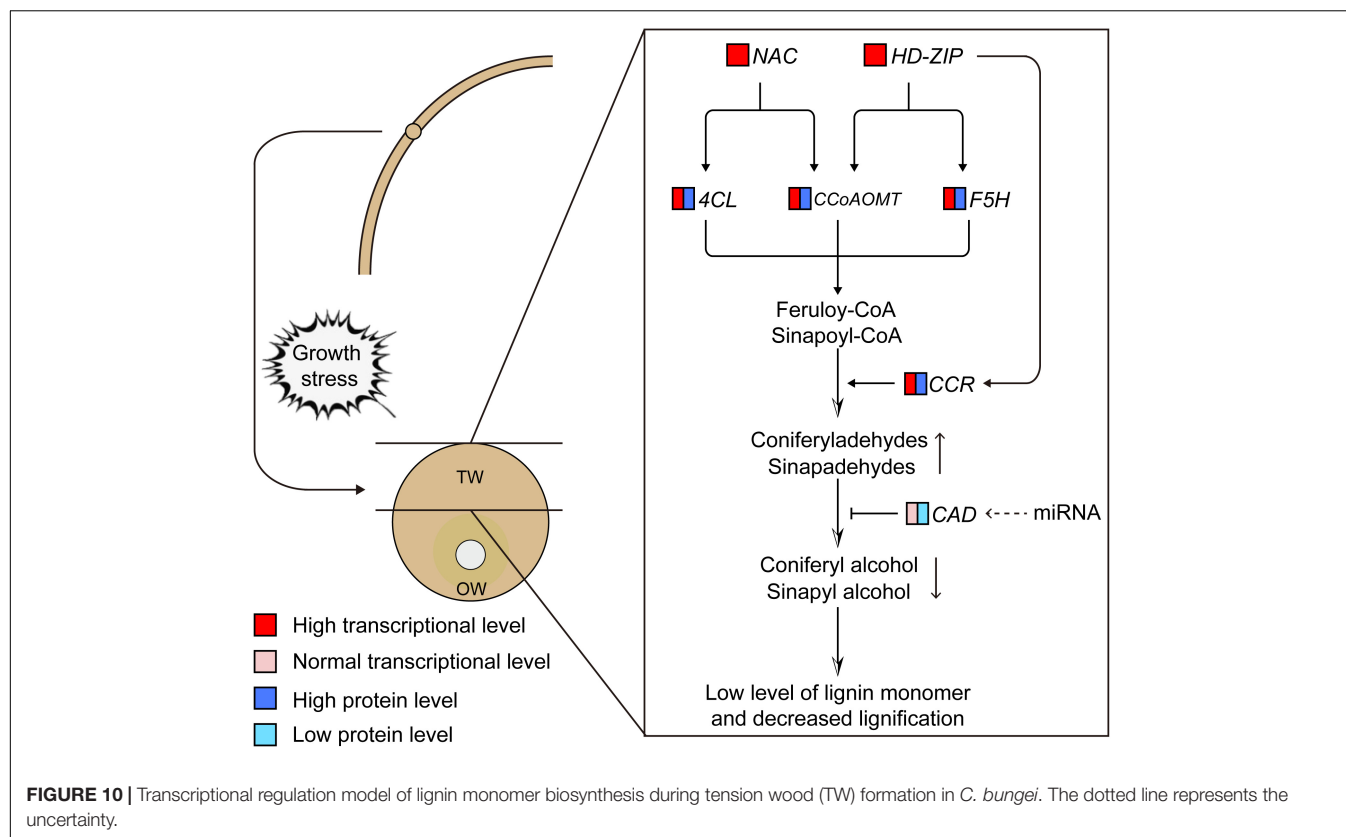 NAC
HD-ZIP
4CL
CCoAOMT
F5H
Feruloy-CoA
Sinapoyl-CoA
CCR
Coniferyladehydes
Sinapadehydes
CAD
miRNA
Coniferyl alcohol
Sinapyl alcohol
Low level of lignin monomer
and decreased lignification
Growth
stress
TW
OW
High transcriptional level
Normal transcriptional level
High protein level
Low protein level
FIGURE 10 | Transcriptional regulation model of lignin monomer biosynthesis during tension wood (TW) formation in C. bungei. The dotted line represents the
uncertainty.